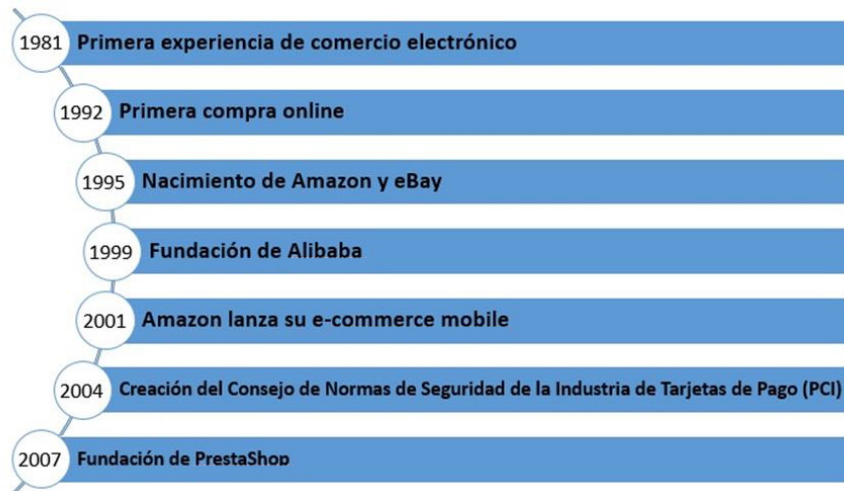 1981 Primera experiencia de comercio electrónico
1992 Primera compra online
1995 Nacimiento de Amazon y eBay
1999 Fundación de Alibaba
2001 Amazon lanza su e-commerce mobile
2004 Creación del Consejo de Normas de Seguridad de la Industria de Tarjetas de Pago (PCI)
2007 Fundación de PrestaShop